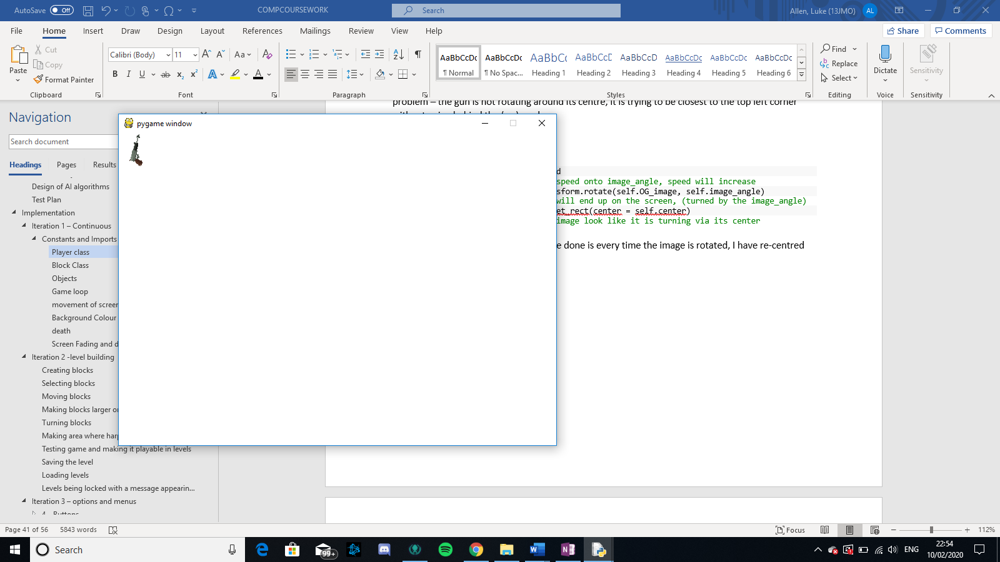 AutoSave Off COMPCOURSEWORK Search Allen, Luke (13JMO) AL
File Home Insert Draw Design Layout References Mailings Review View Help Share Comments
Paste Cut Copy Format Painter
Clipboard
Calibri (Body) 11
Font
Paragraph
AaBbCcDc AaBbCcDc AaBbC AaBbCcD AaBbCcD AaBbCcDc AaBbCcDc AaBbCcDc
¶ Normal ¶ No Spac... Heading 1 Heading 2 Heading 3 Heading 4 Heading 5 Heading 6
Styles
Find
Replace
Select
Editing
Dictate
Voice
Sensitivity
Sensitivity
Navigation
Search document
Headings Pages Results
Design of AI algorithms
Test Plan
Implementation
Iteration 1 – Continuous
Constants and Imports
Player class
Block Class
Objects
Game loop
movement of screen
Background Colour
death
Screen Fading and d
Iteration 2 -level building
Creating blocks
Selecting blocks
Moving blocks
Making blocks larger or
Turning blocks
Making area where harp
Testing game and making it playable in levels
Saving the level
Loading levels
Levels being locked with a message appearin...
Iteration 3 – options and menus
4 – Buttons
pygame window
problem – the gun is not rotating around its centre, it is trying to be closest to the top left corner
d
speed onto image_angle, speed will increase
sform.rotate(self.OG_image, self.image_angle)
will end up on the screen, (turned by the image_angle)
et_rect(center = self.center)
image look like it is turning via its center
e done is every time the image is rotated, I have re-centred
Page 41 of 56 5843 words Focus 112%
Search 99+ ENG 22:54
10/02/2020